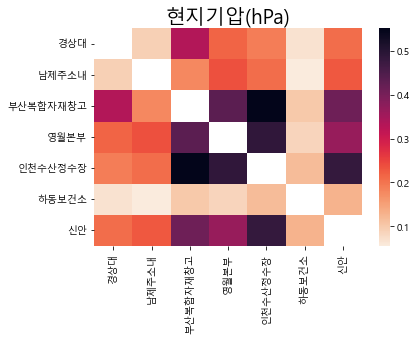 현지기압(hPa)
경상대
남제주소내
부산복합자재창고
영월본부
인천수산정수장
하동보건소
신안
0.5
0.4
0.3
0.2
0.1
경상대
남제주소내
부산복합자재창고
영월본부
인천수산정수장
하동보건소
신안